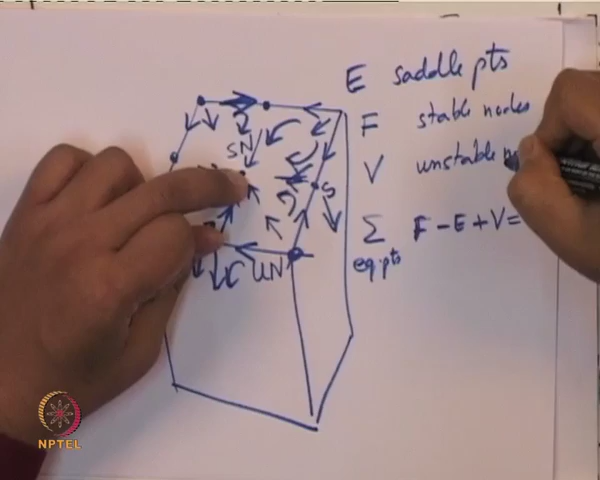 E saddle pts
F stable nodes
V unstable
Σ F - E + V =
eq.pts
SN
S
UN
NPTEL